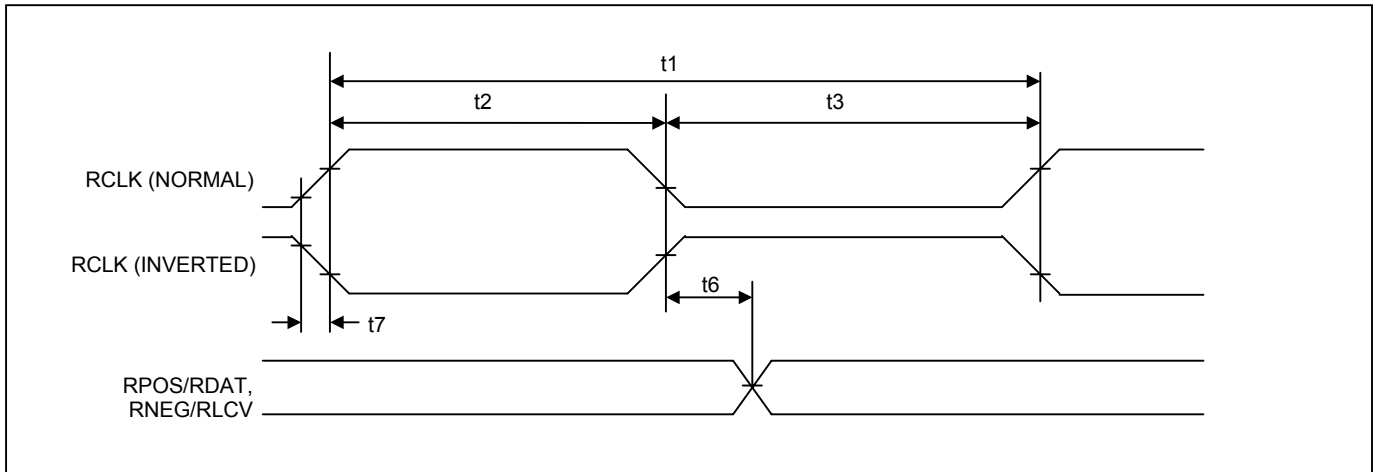 t1
t2
t3
RCLK (NORMAL)
RCLK (INVERTED)
t6
t7
RPOS/RDAT,
RNEG/RLCV